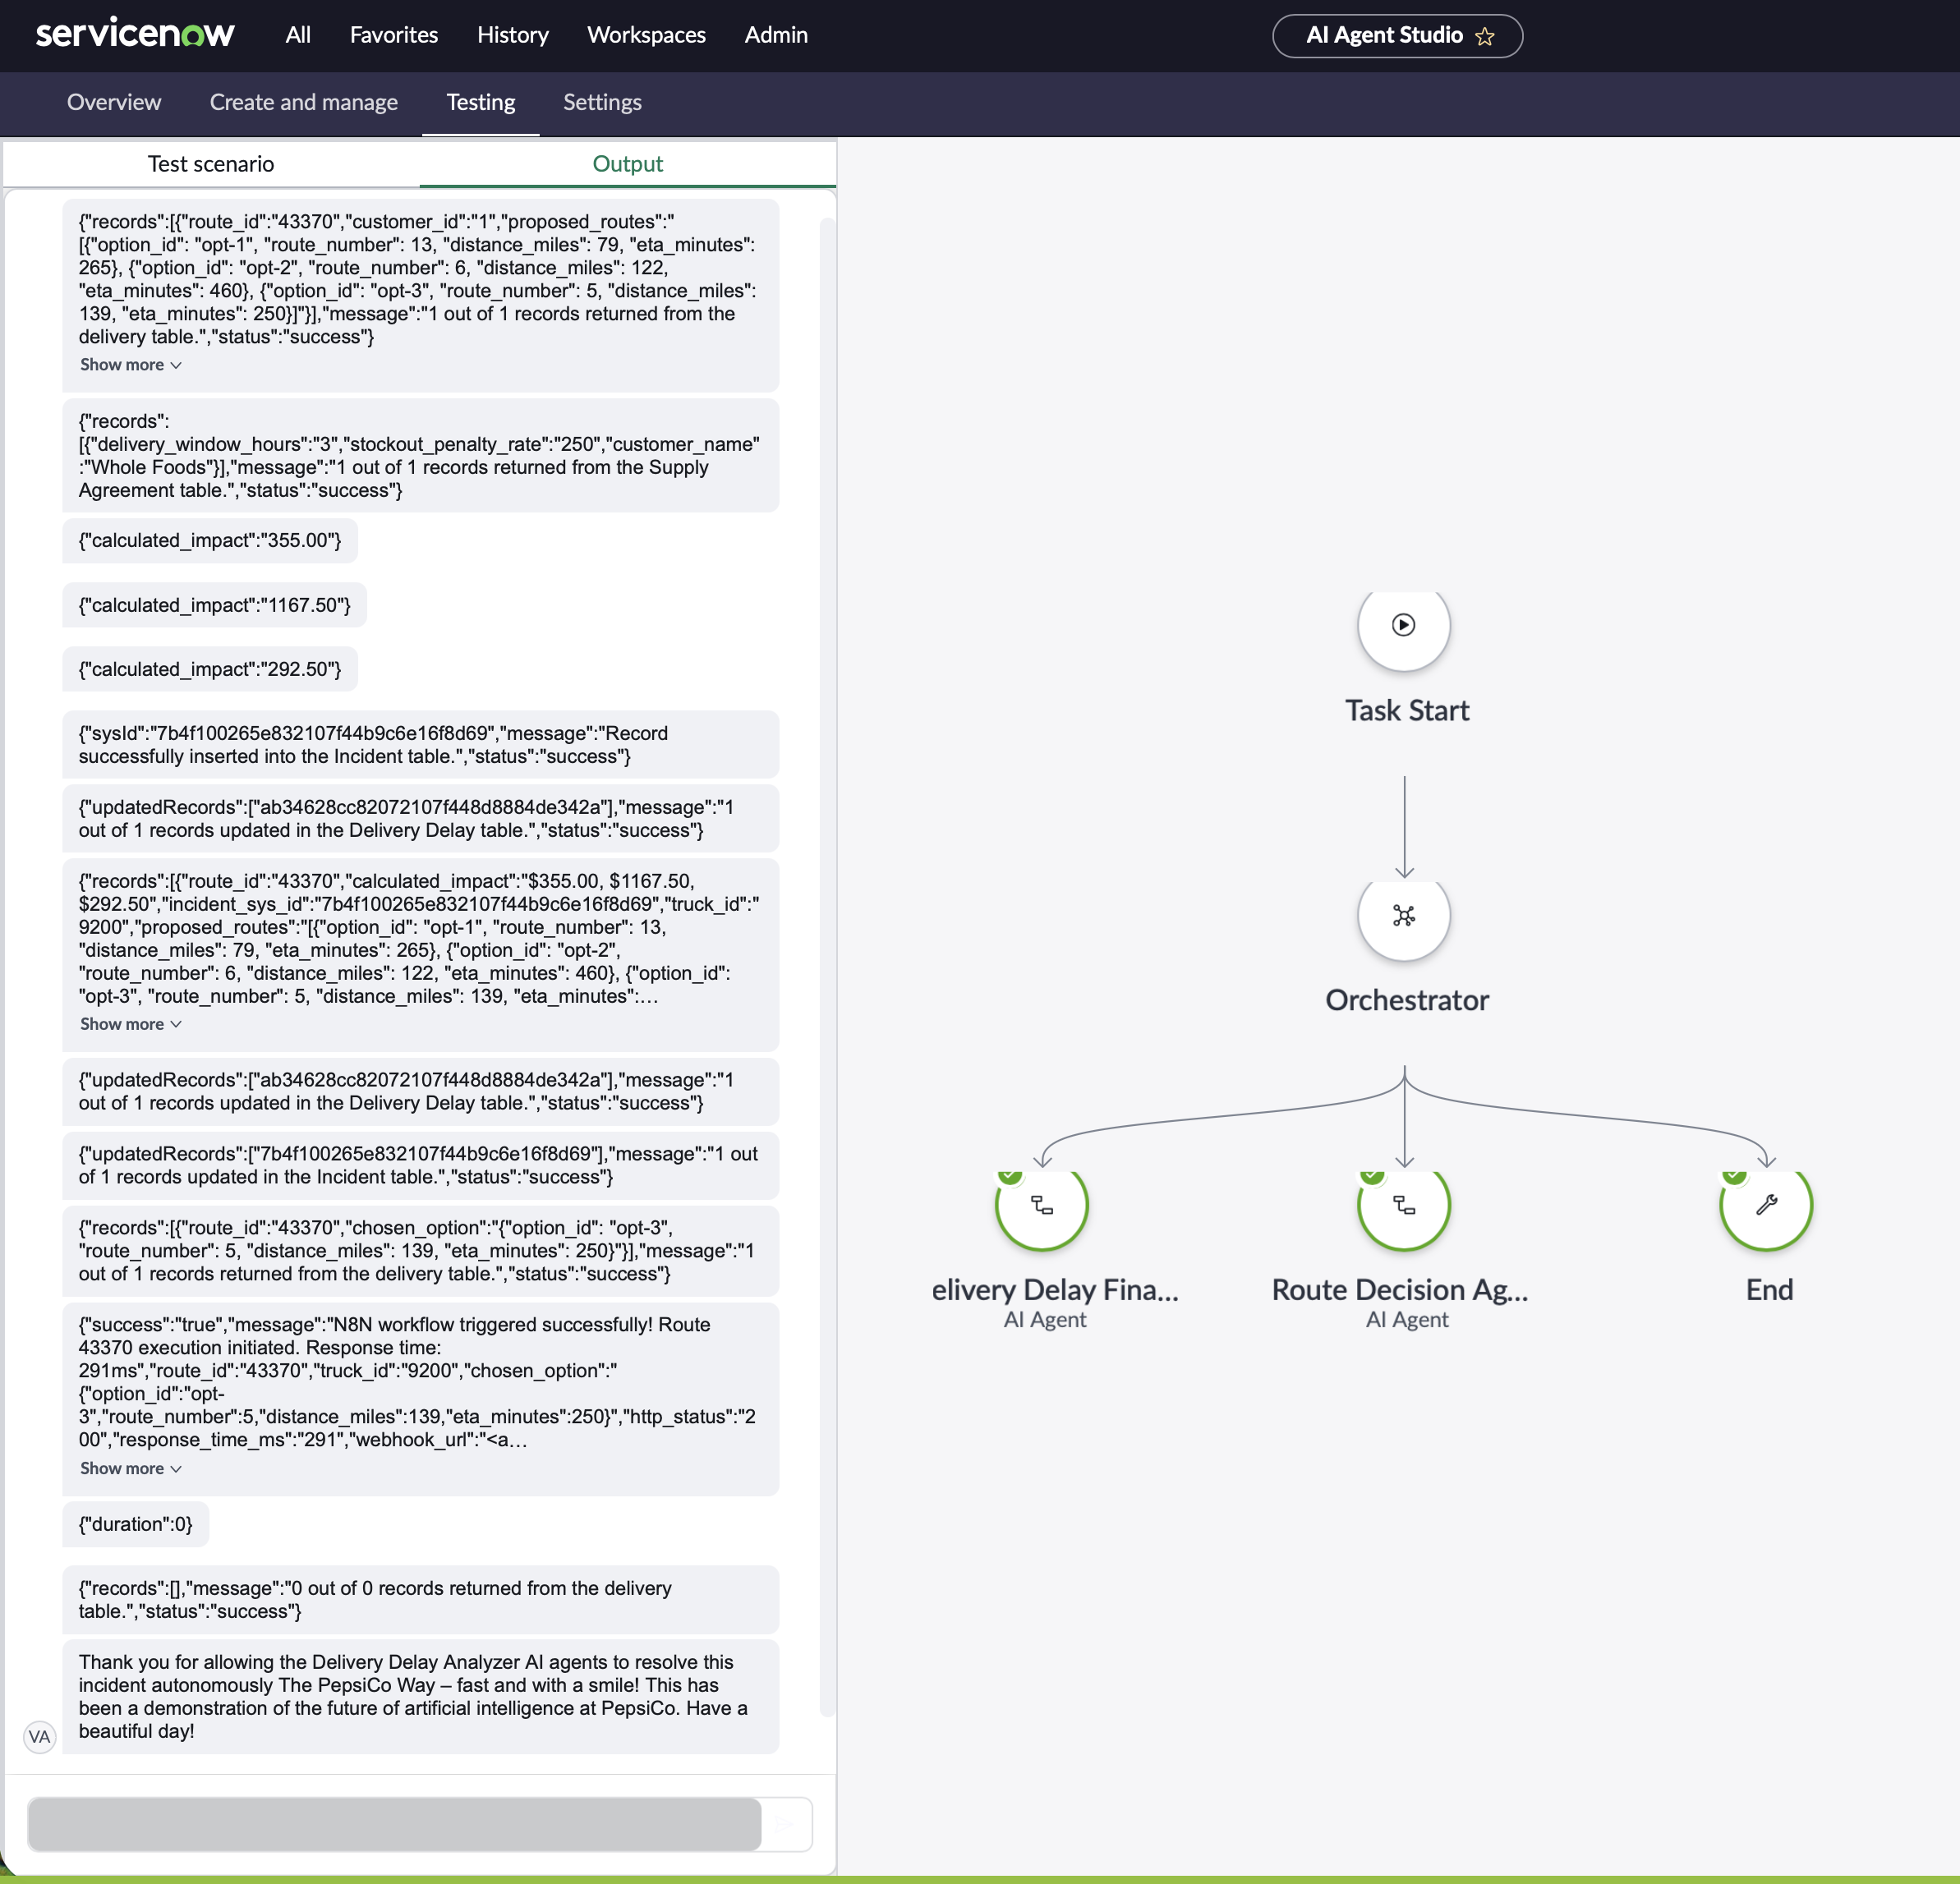 servicenow All Favorites History Workspaces Admin AI Agent Studio
Overview Create and manage Testing Settings
Test scenario Output
{"records":[{"route_id":"43370","customer_id":"1","proposed_routes":"
[{"option_id": "opt-1", "route_number": 13, "distance_miles": 79, "eta_minutes":
265}, {"option_id": "opt-2", "route_number": 6, "distance_miles": 122,
"eta_minutes": 460}, {"option_id": "opt-3", "route_number": 5, "distance_miles":
139, "eta_minutes": 250}]"}],"message":"1 out of 1 records returned from the
delivery table.","status":"success"}
Show more
{"records":
[{"delivery_window_hours":"3","stockout_penalty_rate":"250","customer_name"
:"Whole Foods"}],"message":"1 out of 1 records returned from the Supply
Agreement table.","status":"success"}
{"calculated_impact":"355.00"}
{"calculated_impact":"1167.50"}
{"calculated_impact":"292.50"}
{"sysId":"7b4f100265e832107f44b9c6e16f8d69","message":"Record
successfully inserted into the Incident table.","status":"success"}
{"updatedRecords":["ab34628cc82072107f448d8884de342a"],"message":"1
out of 1 records updated in the Delivery Delay table.","status":"success"}
{"records":[{"route_id":"43370","calculated_impact":"$355.00, $1167.50,
$292.50","incident_sys_id":"7b4f100265e832107f44b9c6e16f8d69","truck_id":"
9200","proposed_routes":"[{"option_id": "opt-1", "route_number": 13,
"distance_miles": 79, "eta_minutes": 265}, {"option_id": "opt-2",
"route_number": 6, "distance_miles": 122, "eta_minutes": 460}, {"option_id":
"opt-3", "route_number": 5, "distance_miles": 139, "eta_minutes":...
Show more
{"updatedRecords":["ab34628cc82072107f448d8884de342a"],"message":"1
out of 1 records updated in the Delivery Delay table.","status":"success"}
{"updatedRecords":["7b4f100265e832107f44b9c6e16f8d69"],"message":"1 out
of 1 records updated in the Incident table.","status":"success"}
{"records":[{"route_id":"43370","chosen_option":"{"option_id": "opt-3",
"route_number": 5, "distance_miles": 139, "eta_minutes": 250}"}],"message":"1
out of 1 records returned from the delivery table.","status":"success"}
{"success":"true","message":"N8N workflow triggered successfully! Route
43370 execution initiated. Response time:
291ms","route_id":"43370","truck_id":"9200","chosen_option":"
{"option_id":"opt-
3","route_number":5,"distance_miles":139,"eta_minutes":250}","http_status":"2
00","response_time_ms":"291","webhook_url":"<a...
Show more
{"duration":0}
{"records":[],"message":"0 out of 0 records returned from the delivery
table.","status":"success"}
Thank you for allowing the Delivery Delay Analyzer AI agents to resolve this
incident autonomously The PepsiCo Way – fast and with a smile! This has
been a demonstration of the future of artificial intelligence at PepsiCo. Have a
beautiful day!
VA
Task Start
Orchestrator
elivery Delay Fina... Route Decision Ag... End
AI Agent AI Agent